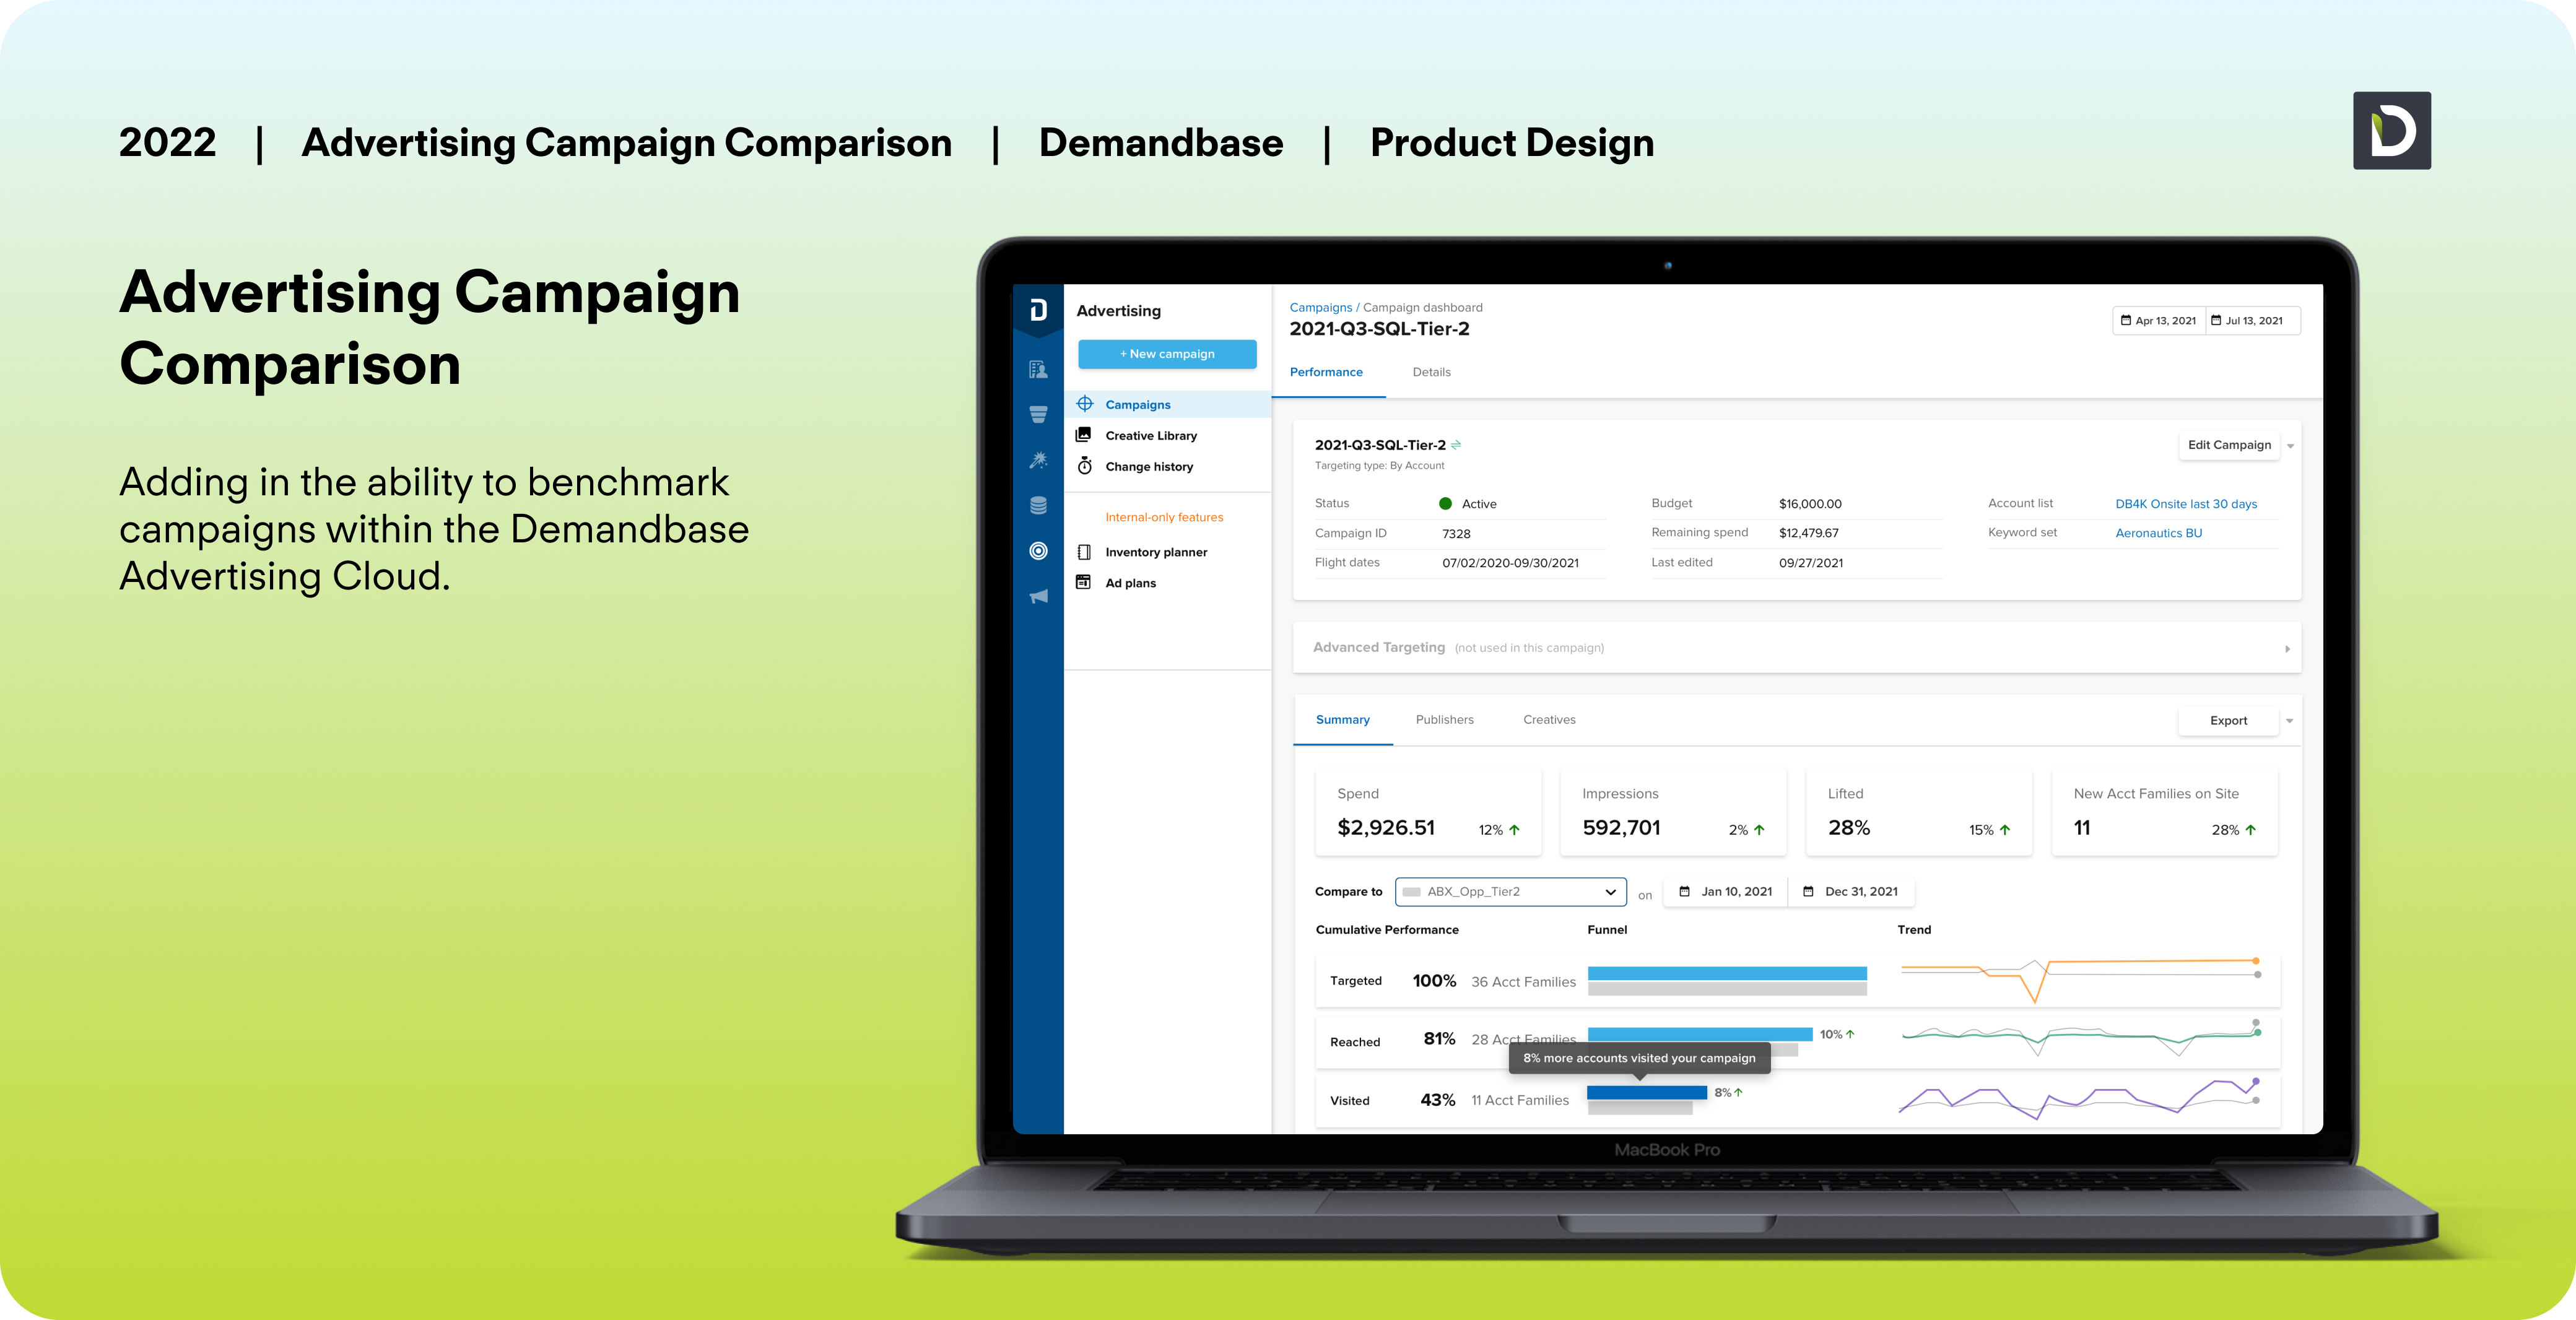 2022 | Advertising Campaign Comparison | Demandbase | Product Design
Advertising Campaign
Comparison
Adding in the ability to benchmark
campaigns within the Demandbase
Advertising Cloud.
Advertising
+ New campaign
Campaigns
Creative Library
Change history
Internal-only features
Inventory planner
Ad plans
Campaigns / Campaign dashboard
2021-Q3-SQL-Tier-2
Apr 13, 2021 Jul 13, 2021
Performance Details
2021-Q3-SQL-Tier-2
Edit Campaign
Targeting type: By Account
Status Active Budget $16,000.00 Account list DB4K Onsite last 30 days
Campaign ID 7328 Remaining spend $12,479.67 Keyword set Aeronautics BU
Flight dates 07/02/2020-09/30/2021 Last edited 09/27/2021
Advanced Targeting (not used in this campaign)
Summary Publishers Creatives Export
Spend Impressions Lifted New Acct Families on Site
$2,926.51 12% 592,701 2% 28% 15% 11 28%
Compare to ABX_Opp_Tier2 on Jan 10, 2021 Dec 31, 2021
Cumulative Performance Funnel Trend
Targeted 100% 36 Acct Families
Reached 81% 28 Acct Families 10%
8% more accounts visited your campaign
Visited 43% 11 Acct Families 8%
MacBook Pro